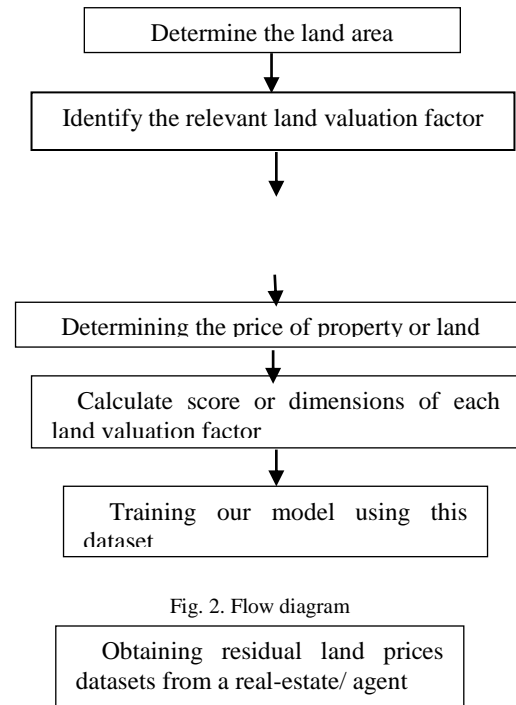 Determine the land area
Identify the relevant land valuation factor
Determining the price of property or land
Calculate score or dimensions of each
land valuation factor
Training our model using this
dataset
Fig. 2. Flow diagram
Obtaining residual land prices
datasets from a real-estate/ agent